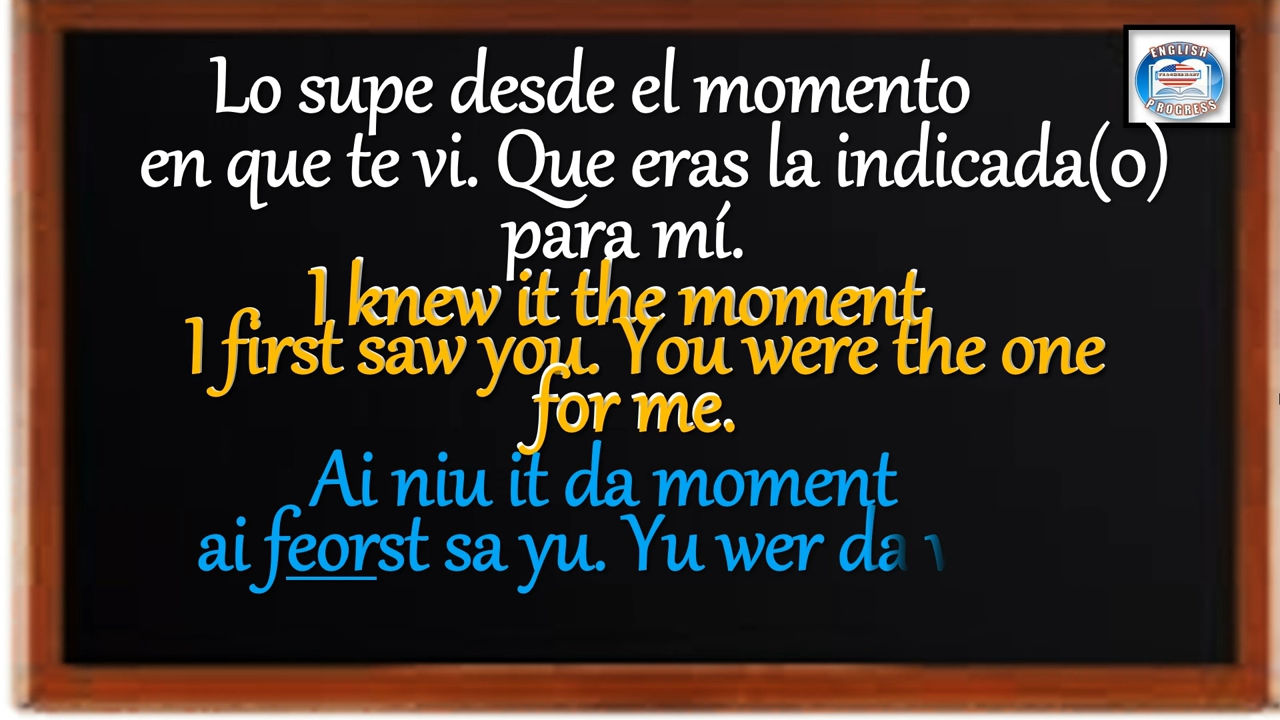 Lo supe desde el momento
en que te vi. Que eras la indicada(o)
para mí.
I knew it the moment
I first saw you. You were the one
for me.
Ai niu it da moment
ai feorst sa yu. Yu wer da
ENGLISH
PROGRESS